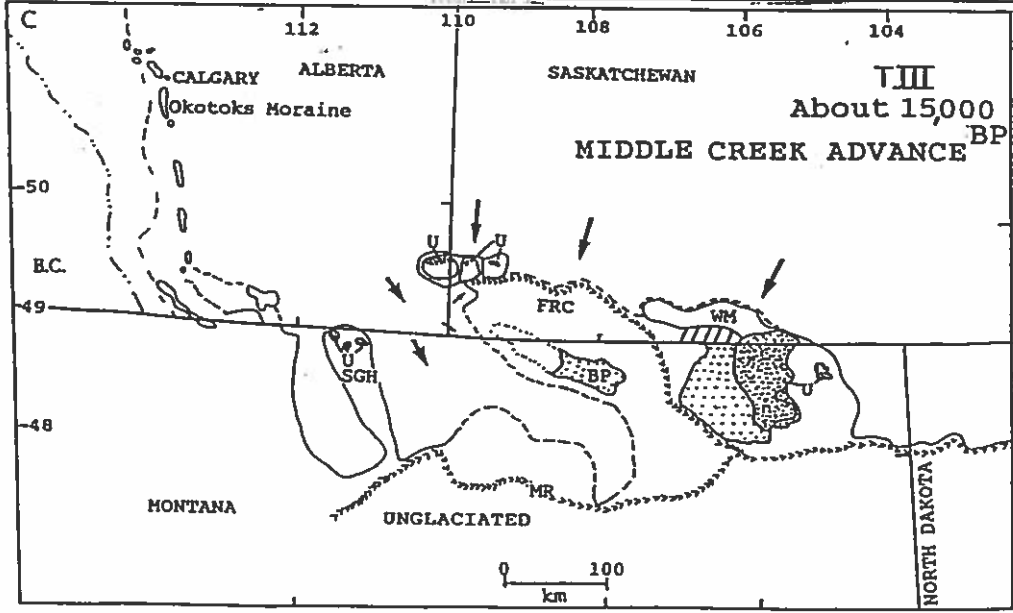 C
112
110
108
106
104
CALGARY
ALBERTA
SASKATCHEWAN
TIII
Okotoks Moraine
About 15,000
BP
MIDDLE CREEK ADVANCE
50
U
U
B.C.
49
FRC
WM
U
SGH
BP
U
48
MR
MONTANA
UNGLACIATED
NORTH DAKOTA
0
100
km